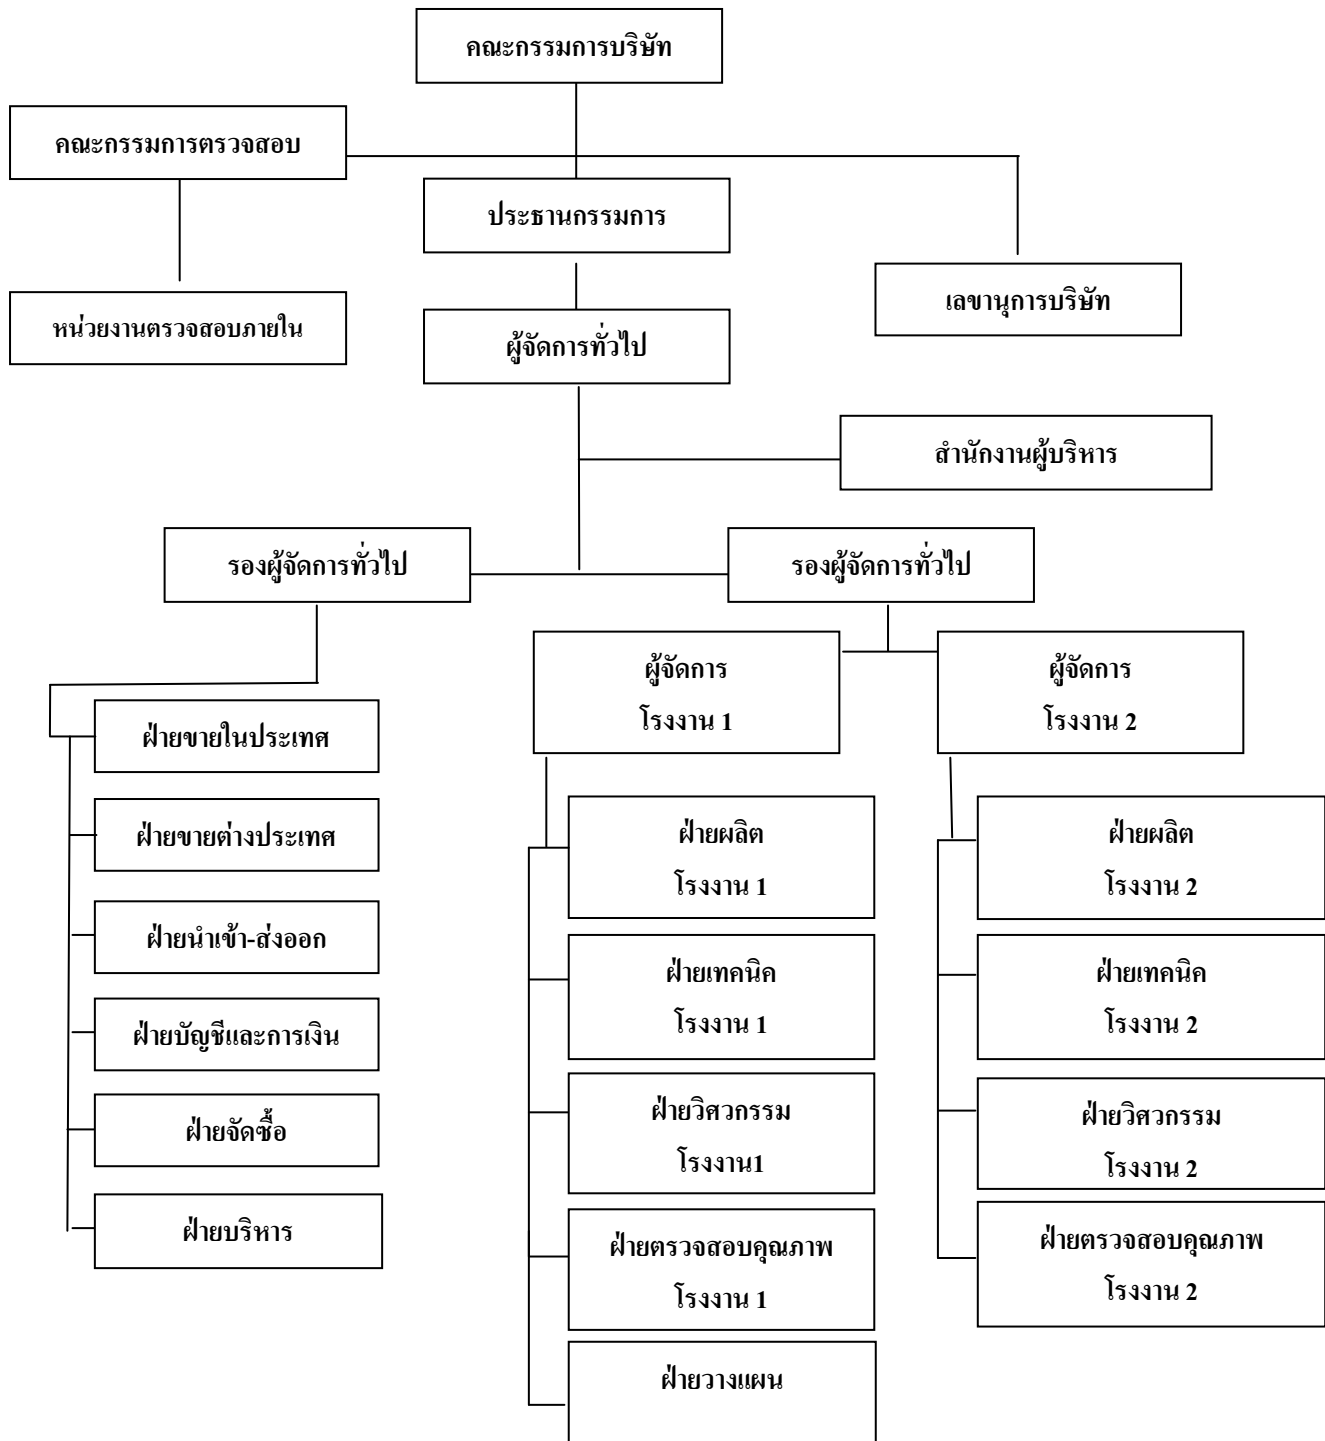 คณะกรรมการบริษัท
คณะกรรมการตรวจสอบ
ประธานกรรมการ
เลขานุการบริษัท
หน่วยงานตรวจสอบภายใน
ผู้จัดการทั่วไป
สำนักงานผู้บริหาร
รองผู้จัดการทั่วไป
รองผู้จัดการทั่วไป
ฝ่ายขายในประเทศ
ฝ่ายขายต่างประเทศ
ฝ่ายนำเข้า-ส่งออก
ฝ่ายบัญชีและการเงิน
ฝ่ายจัดซื้อ
ฝ่ายบริหาร
ผู้จัดการ
โรงงาน 1
ฝ่ายผลิต
โรงงาน 1
ฝ่ายเทคนิค
โรงงาน 1
ฝ่ายวิศวกรรม
โรงงาน1
ฝ่ายตรวจสอบคุณภาพ
โรงงาน 1
ฝ่ายวางแผน
ผู้จัดการ
โรงงาน 2
ฝ่ายผลิต
โรงงาน 2
ฝ่ายเทคนิค
โรงงาน 2
ฝ่ายวิศวกรรม
โรงงาน 2
ฝ่ายตรวจสอบคุณภาพ
โรงงาน 2